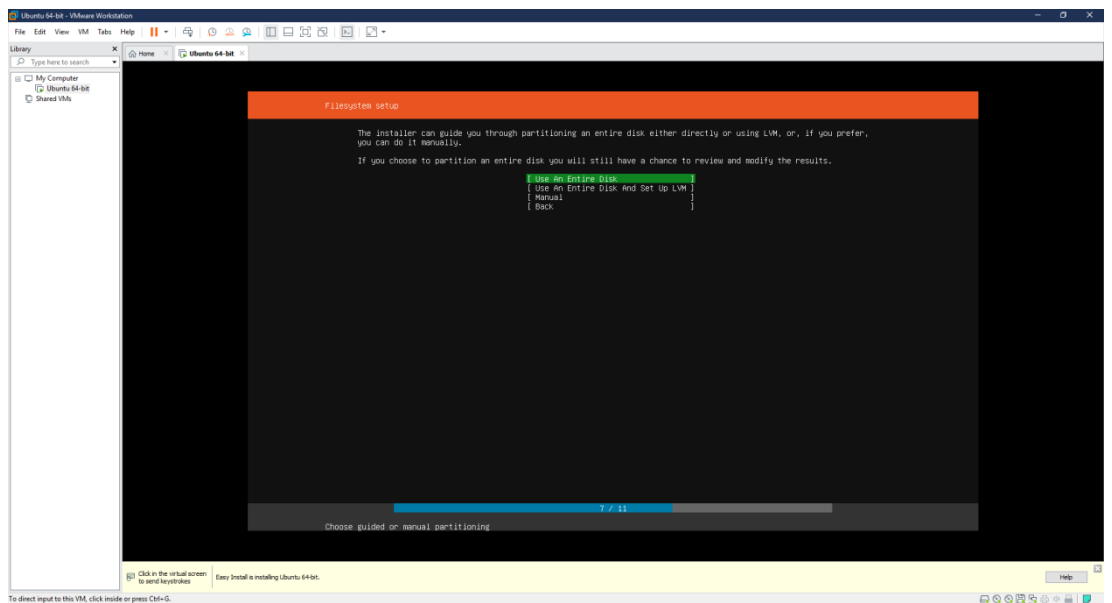 Ubuntu 64-bit - VMware Workstation
File Edit View VM Tabs Help
Library
Type here to search
My Computer
Ubuntu 64-bit
Shared VMs
Home
Ubuntu 64-bit
Filesystem setup
The installer can guide you through partitioning an entire disk either directly or using LVM, or, if you prefer,
you can do it manually.
If you choose to partition an entire disk you will still have a chance to review and modify the results.
[ Use An Entire Disk ]
[ Use An Entire Disk And Set Up LVM ]
[ Manual ]
[ Back ]
7 / 11
Choose guided or manual partitioning
Click in the virtual screen
to send keystrokes
Easy Install is installing Ubuntu 64-bit.
Help
To direct input to this VM, click inside or press Ctrl+G.